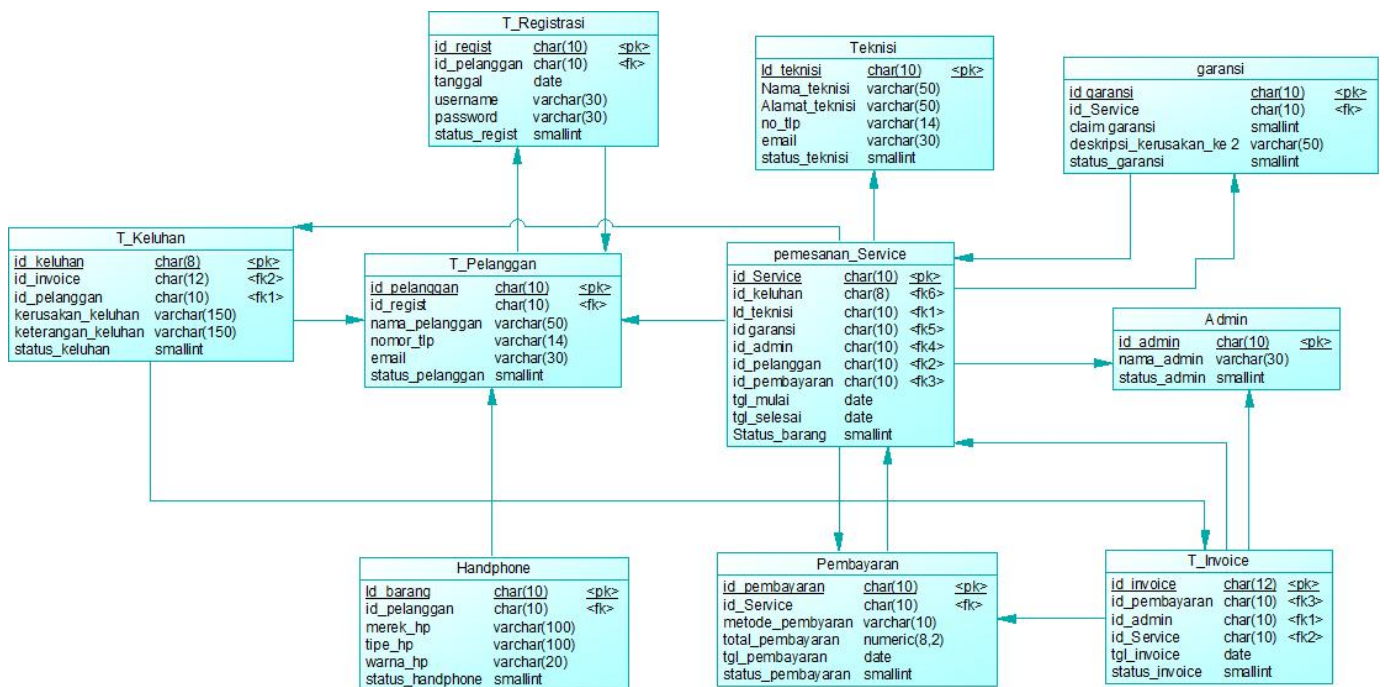 T_Registrasi
id_regist char(10) <pk>
id_pelanggan char(10) <fk>
tanggal date
username varchar(30)
password varchar(30)
status_regist smallint
Teknisi
Id_teknisi char(10) <pk>
Nama_teknisi varchar(50)
Alamat_teknisi varchar(50)
no_tlp varchar(14)
email varchar(30)
status_teknisi smallint
garansi
id garansi char(10) <pk>
id_Service char(10) <fk>
claim garansi smallint
deskripsi_kerusakan_ke 2 varchar(50)
status_garansi smallint
T_Keluhan
id_keluhan char(8) <pk>
id_invoice char(12) <fk2>
id_pelanggan char(10) <fk1>
kerusakan_keluhan varchar(150)
keterangan_keluhan varchar(150)
status_keluhan smallint
T_Pelanggan
id_pelanggan char(10) <pk>
id_regist char(10) <fk>
nama_pelanggan varchar(50)
nomor_tlp varchar(14)
email varchar(30)
status_pelanggan smallint
pemesanan_Service
id_Service char(10) <pk>
id_keluhan char(8) <fk6>
Id_teknisi char(10) <fk1>
id garansi char(10) <fk5>
id_admin char(10) <fk4>
id_pelanggan char(10) <fk2>
id_pembayaran char(10) <fk3>
tgl_mulai date
tgl_selesai date
Status_barang smallint
Admin
id_admin char(10) <pk>
nama_admin varchar(30)
status_admin smallint
Handphone
Id_barang char(10) <pk>
id_pelanggan char(10) <fk>
merek_hp varchar(100)
tipe_hp varchar(100)
warna_hp varchar(20)
status_handphone smallint
Pembayaran
id_pembayaran char(10) <pk>
id_Service char(10) <fk>
metode_pembyaran varchar(10)
total_pembayaran numeric(8,2)
tgl_pembayaran date
status_pembayaran smallint
T_Invoice
id_invoice char(12) <pk>
id_pembayaran char(10) <fk3>
id_admin char(10) <fk1>
id_Service char(10) <fk2>
tgl_invoice date
status_invoice smallint